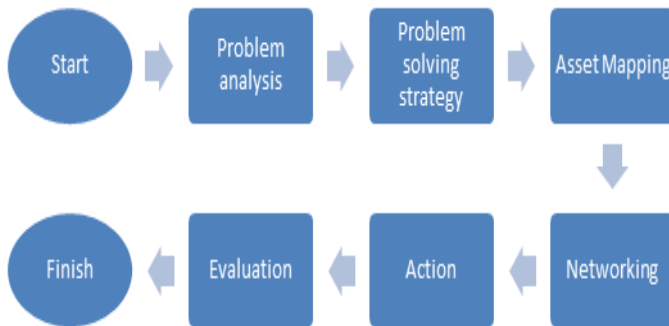 Start
Problem
analysis
Problem
solving
strategy
Asset Mapping
Networking
Action
Evaluation
Finish